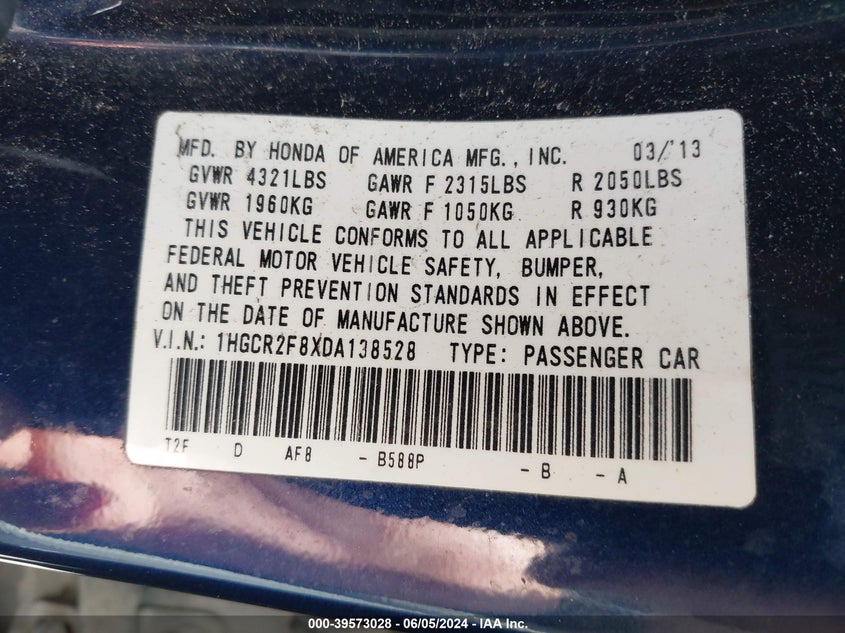 MFD. BY HONDA OF AMERICA MFG., INC. 03/'13
GVWR 4321LBS GAWR F 2315LBS R 2050LBS
GVWR 1960KG GAWR F 1050KG R 930KG
THIS VEHICLE CONFORMS TO ALL APPLICABLE
FEDERAL MOTOR VEHICLE SAFETY, BUMPER,
AND THEFT PREVENTION STANDARDS IN EFFECT
ON THE DATE OF MANUFACTURE SHOWN ABOVE.
V.I.N.: 1HGCR2F8XDA138528 TYPE: PASSENGER CAR
T2F D AF8 - B588P - B - A
000-39573028 - 06/05/2024 - IAA Inc.